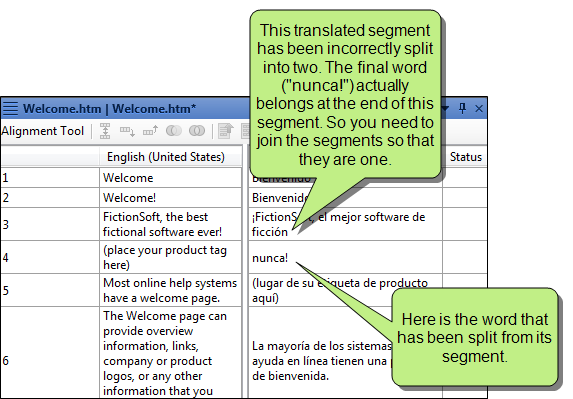 This translated segment
has been incorrectly split
into two. The final word
("nunca!") actually
belongs at the end of this
segment. So you need to
join the segments so that
they are one.
Welcome.htm | Welcome.htm*
Alignment Tool
English (United States)
Status
1
Welcome
Bienvenido
2
Welcome!
Bienvenido
3
FictionSoft, the best
fictional software ever!
¡FictionSoft, el mejor software de
ficción
4
(place your product tag
here)
nunca!
5
Most online help systems
have a welcome page.
(lugar de su etiqueta de producto
aquí)
6
The Welcome page can
provide overview
information, links,
company or product
logos, or any other
information that you
La mayoría de los sistemas
ayuda en línea tienen una
de bienvenida.
Here is the word that
has been split from its
segment.